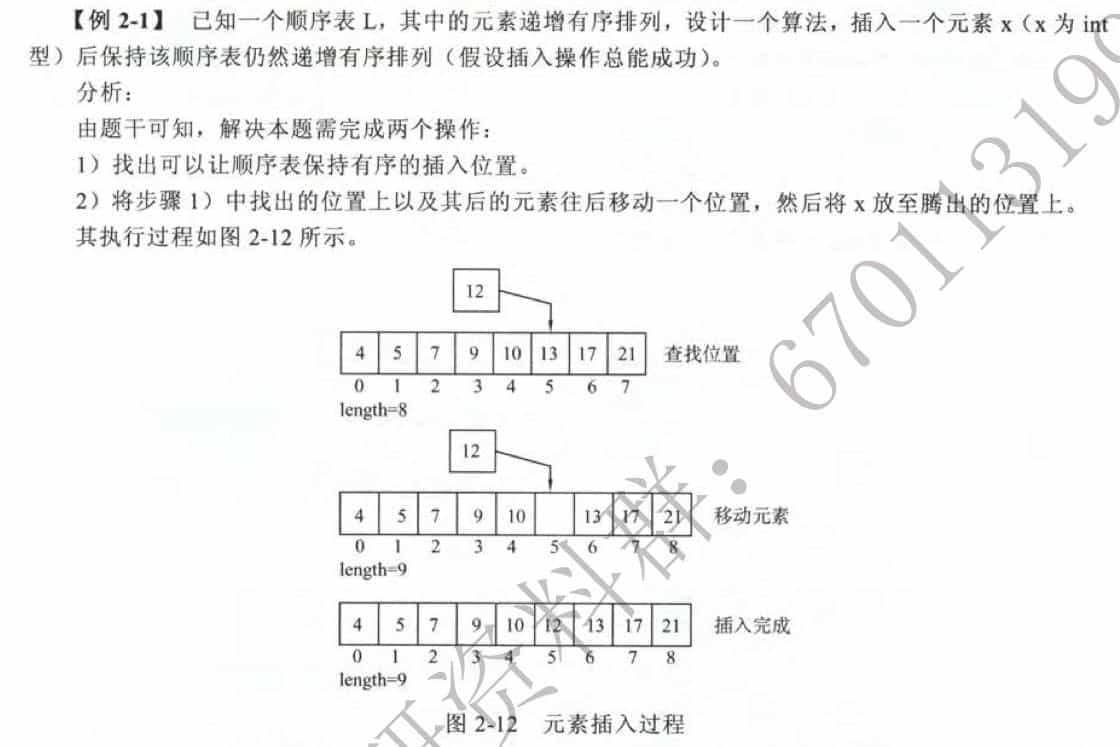 【例 2-1】 已知一个顺序表 L，其中的元素递增有序排列，设计一个算法，插入一个元素 x（x 为 int
型）后保持该顺序表仍然递增有序排列（假设插入操作总能成功）。
分析：
由题干可知，解决本题需完成两个操作：
1）找出可以让顺序表保持有序的插入位置。
2）将步骤 1）中找出的位置上以及其后的元素往后移动一个位置，然后将 x 放至腾出的位置上。
其执行过程如图 2-12 所示。
12
4 5 7 9 10 13 17 21 查找位置
0 1 2 3 4 5 6 7
length=8
12
4 5 7 9 10 13 17 21 移动元素
0 1 2 3 4 5 6 7 8
length=9
4 5 7 9 10 12 13 17 21 插入完成
0 1 2 3 4 5 6 7 8
length=9
图 2-12 元素插入过程
研资料群：67011319